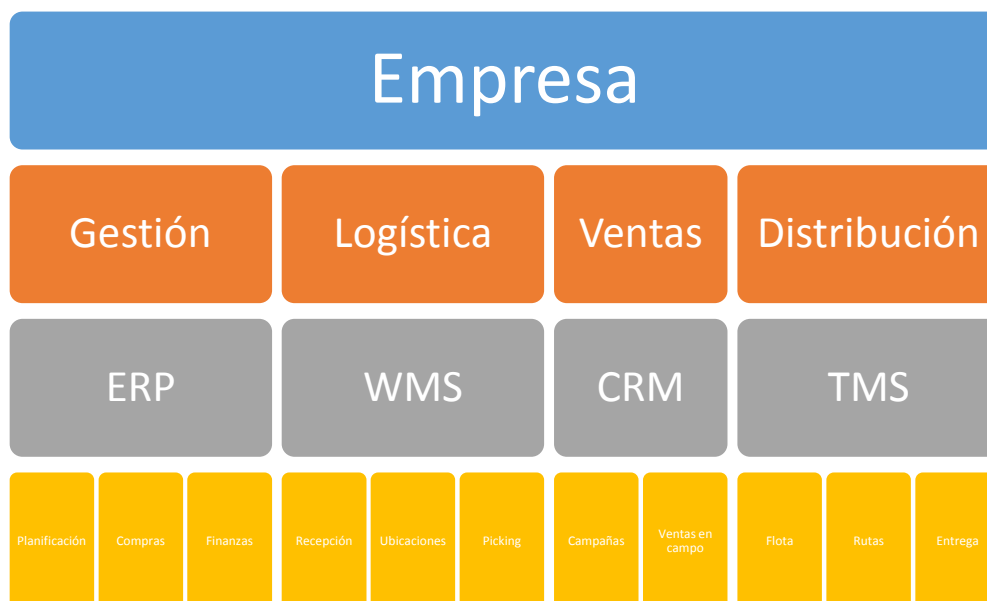 Empresa
Gestión
Logística
Ventas
Distribución
ERP
WMS
CRM
TMS
Planificación
Compras
Finanzas
Recepción
Ubicaciones
Picking
Campañas
Ventas en
campo
Flota
Rutas
Entrega